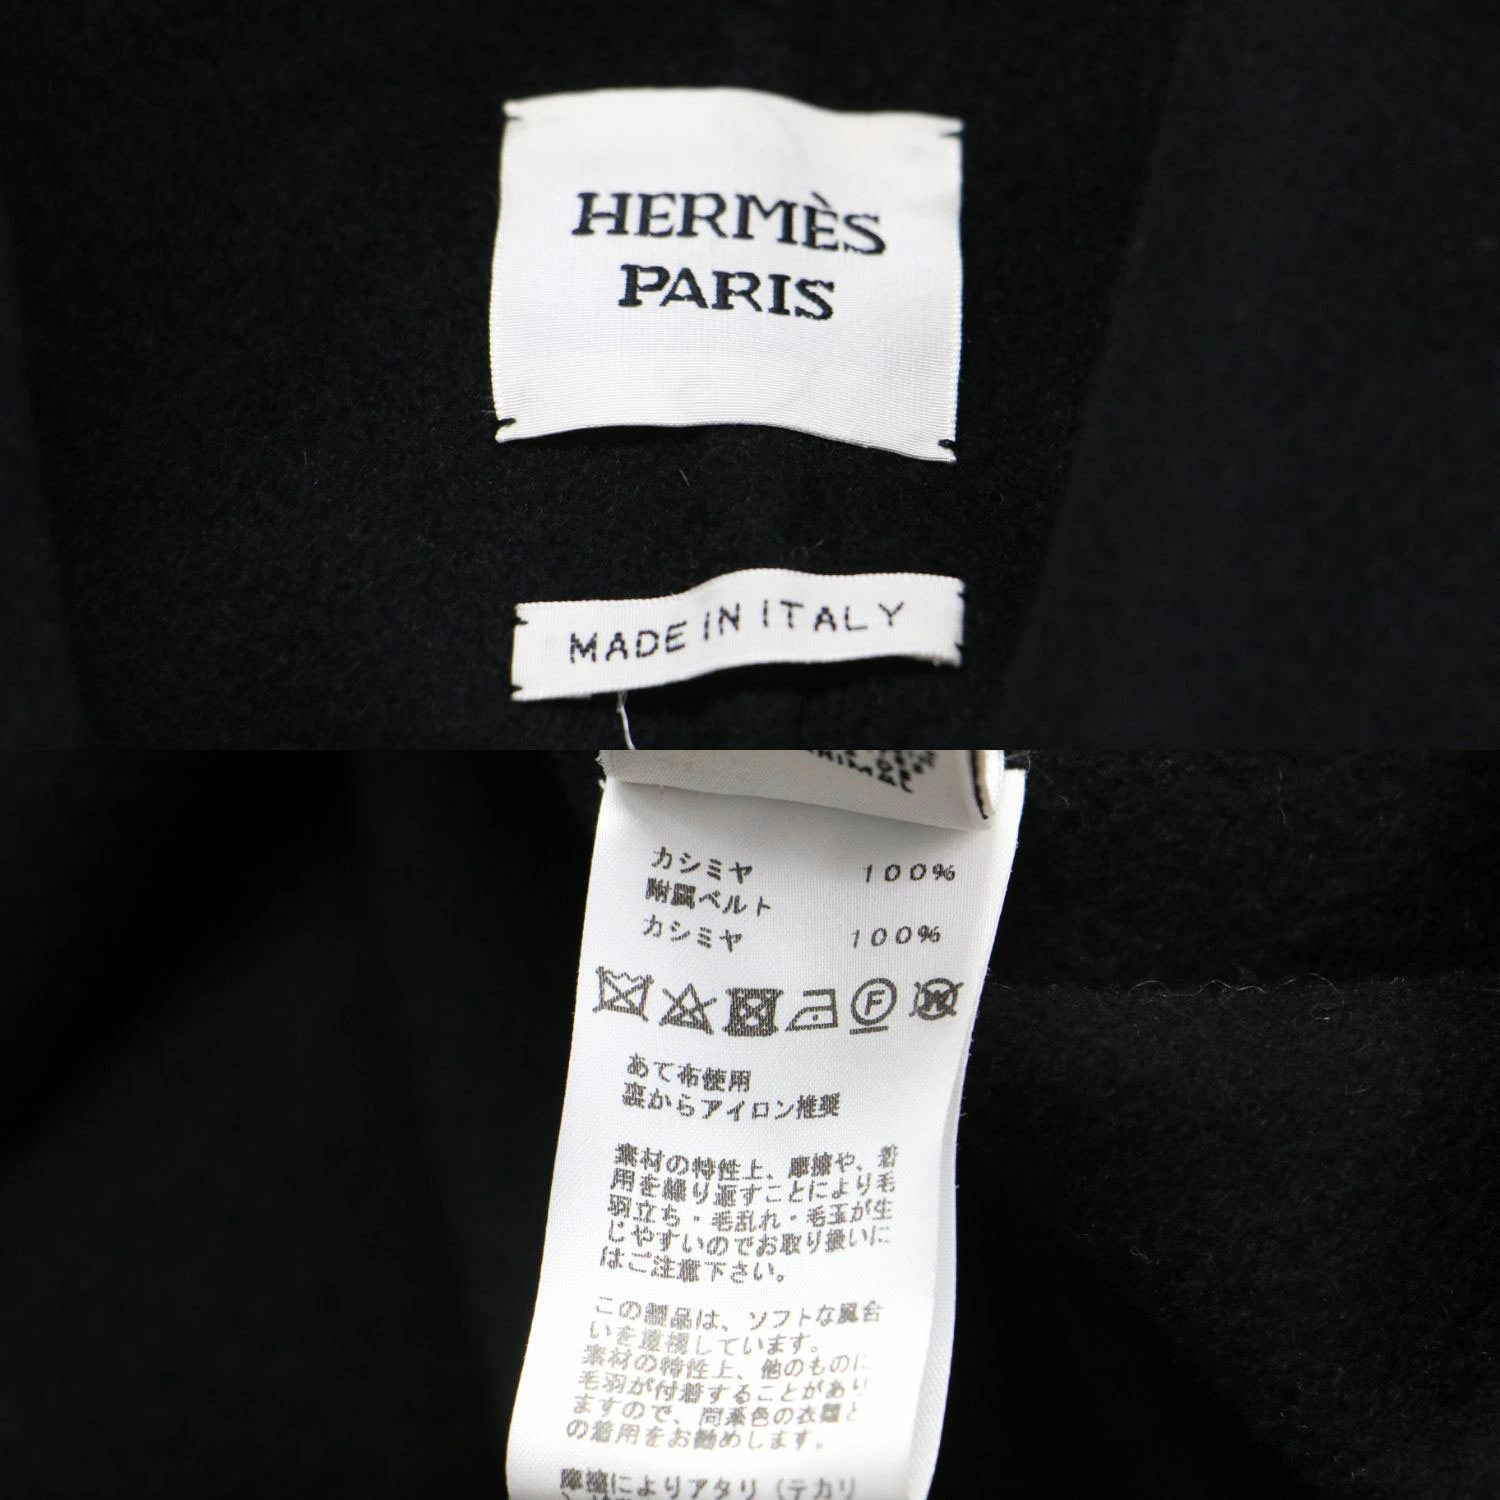 HERMÈS
PARIS
MADE IN ITALY
カシミヤ 100%
附属ベルト
カシミヤ 100%
F
W
あて布使用
裏からアイロン推奨
素材の特性上、摩擦や、着
用を繰り返すことにより毛
羽立ち・毛乱れ・毛玉が生
じやすいのでお取り扱いに
はご注意下さい。
この製品は、ソフトな風合
いを重視しています。
素材の特性上、他のものに
毛羽が付着することがあり
ますので、同系色の衣類と
の着用をお勧めします。
摩擦によりアタリ（テカリ